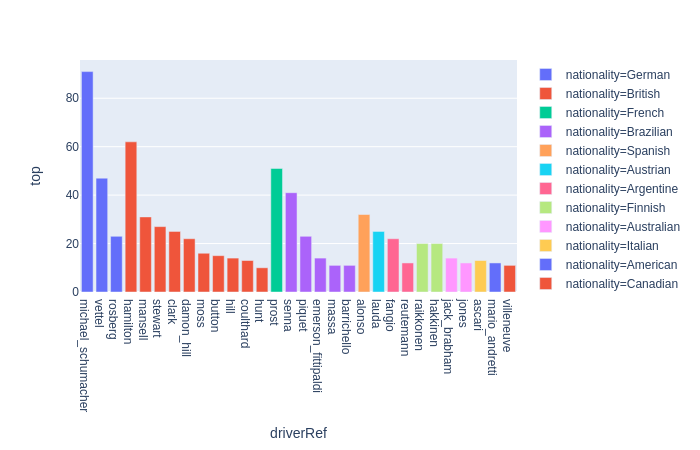 80
60
40
20
0
top
michael_schumacher
vettel
rosberg
hamilton
mansell
stewart
clark
damon_hill
moss
button
hill
coulthard
hunt
prost
senna
piquet
emerson_fittipaldi
massa
barrichello
alonso
lauda
fangio
reutemann
raikkonen
hakkinen
jack_brabham
jones
ascari
mario_andretti
villeneuve
driverRef
nationality=German
nationality=British
nationality=French
nationality=Brazilian
nationality=Spanish
nationality=Austrian
nationality=Argentine
nationality=Finnish
nationality=Australian
nationality=Italian
nationality=American
nationality=Canadian